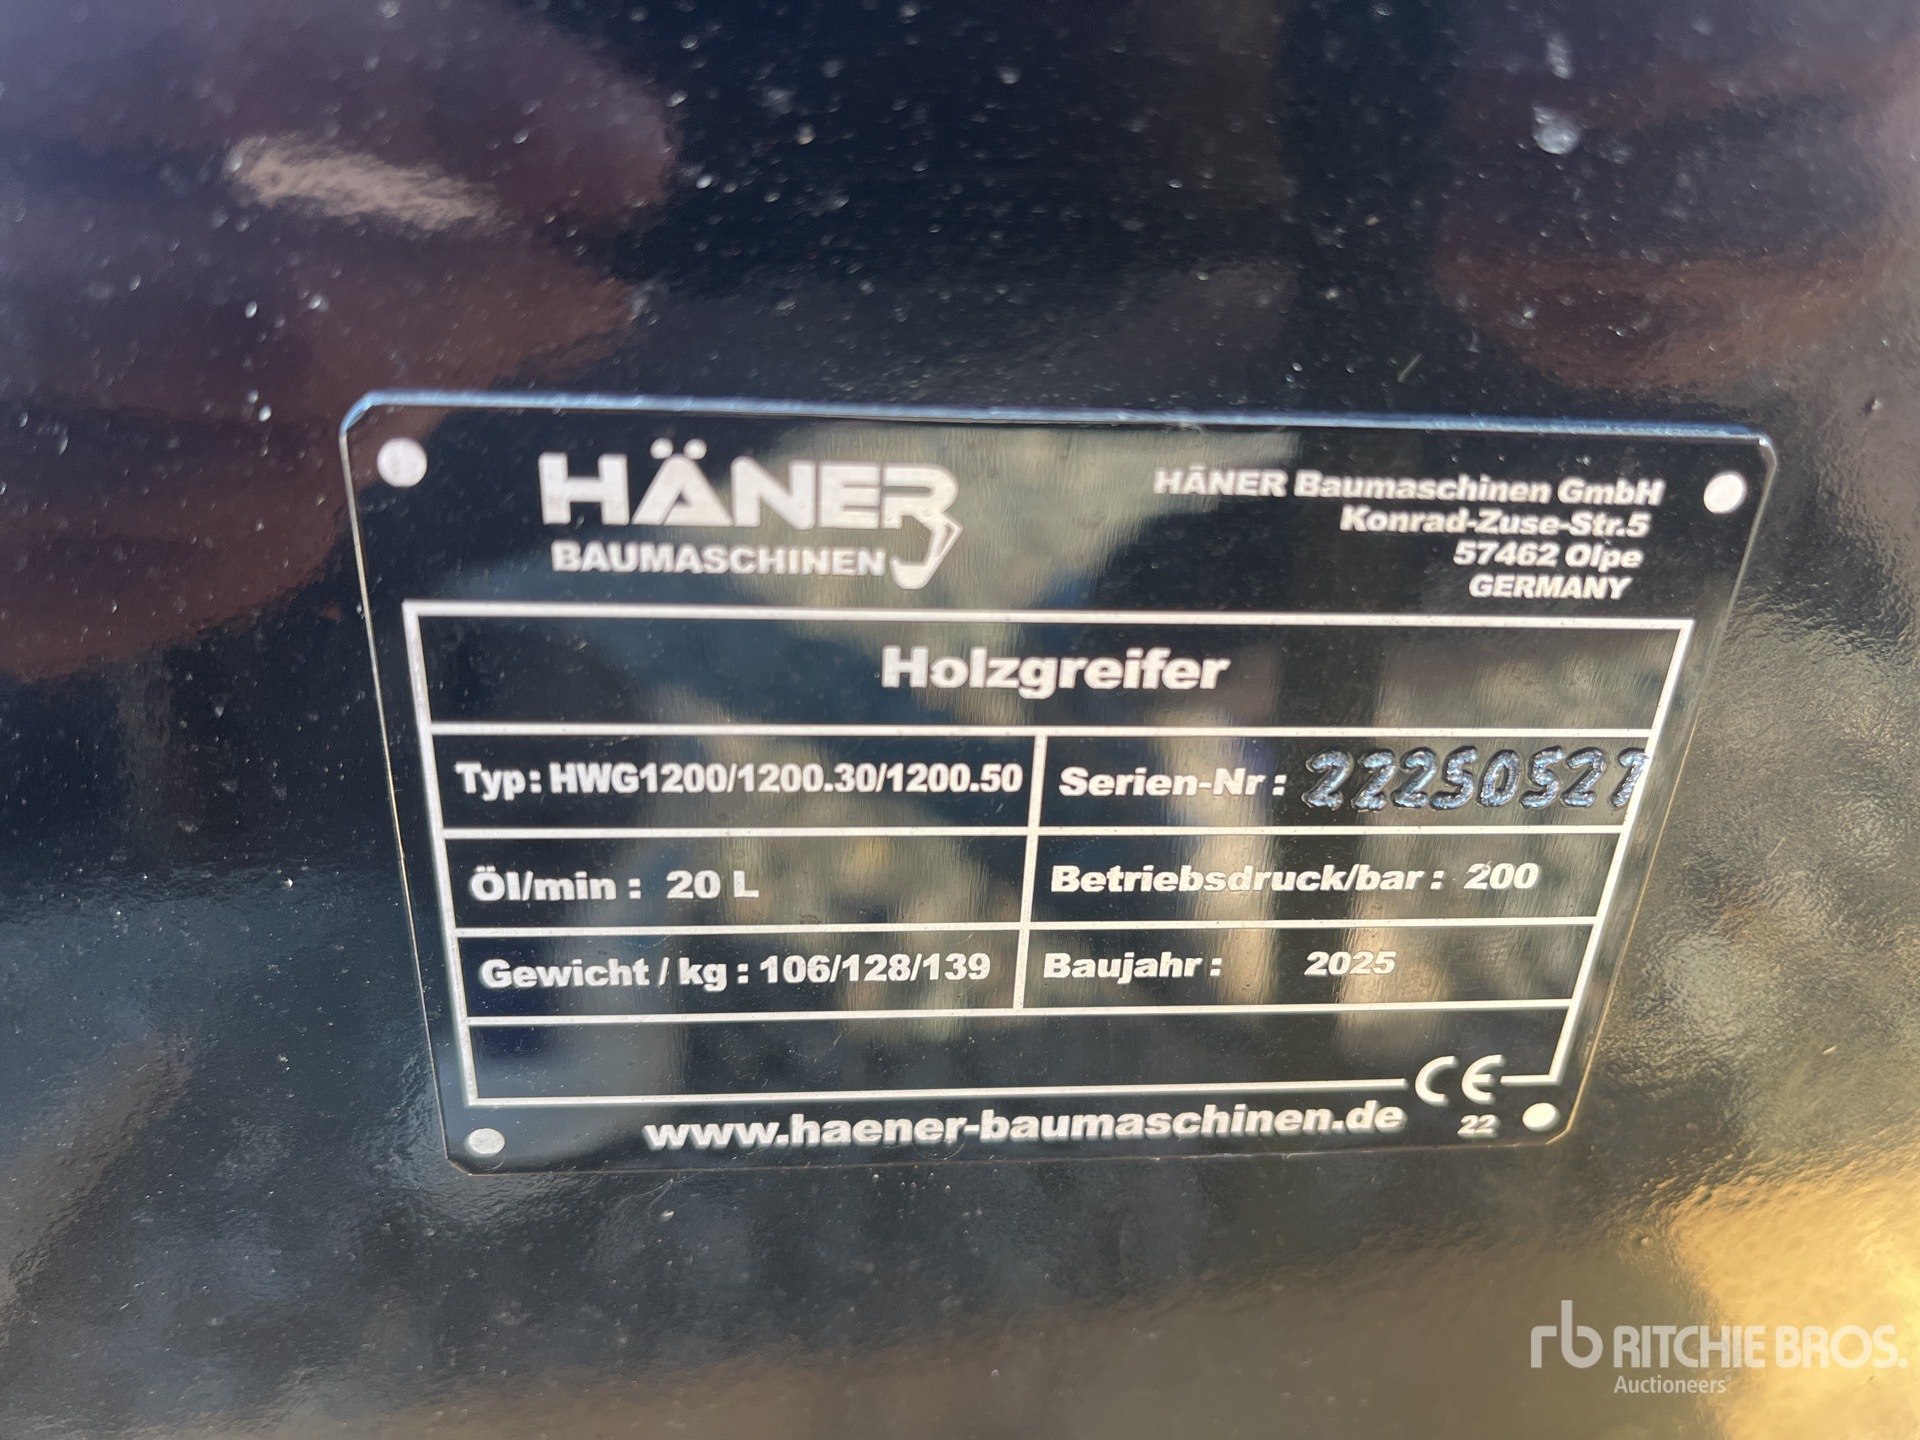 HÄNER
BAUMASCHINEN
HÄNER Baumaschinen GmbH
Konrad-Zuse-Str.5
57462 Olpe
GERMANY
Holzgreifer
Typ: HWG1200/1200.30/1200.50
Serien-Nr: 22250527
Öl/min: 20 L
Betriebsdruck/bar: 200
Gewicht/kg: 106/128/139
Baujahr: 2025
CE
22
www.haener-baumaschinen.de
rb RITCHIE BROS.
Auctioneers